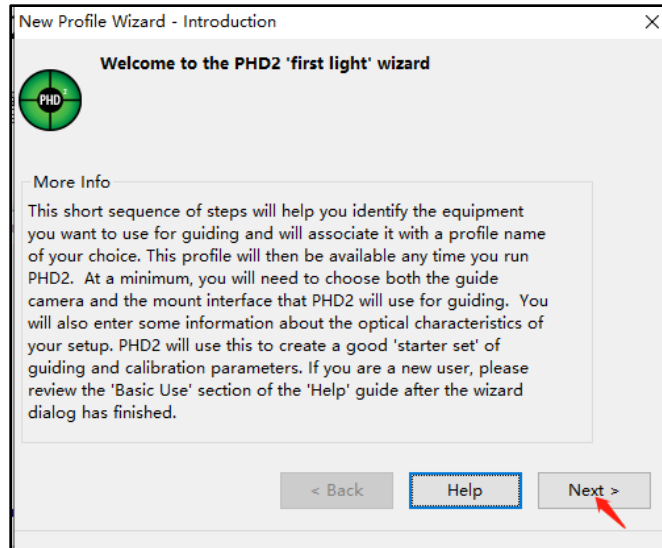 New Profile Wizard - Introduction
Welcome to the PHD2 'first light' wizard
PHD 2
More Info
This short sequence of steps will help you identify the equipment
you want to use for guiding and will associate it with a profile name
of your choice. This profile will then be available any time you run
PHD2.  At a minimum, you will need to choose both the guide
camera and the mount interface that PHD2 will use for guiding.  You
will also enter some information about the optical characteristics of
your setup. PHD2 will use this to create a good 'starter set' of
guiding and calibration parameters. If you are a new user, please
review the 'Basic Use' section of the 'Help' guide after the wizard
dialog has finished.
< Back
Help
Next >